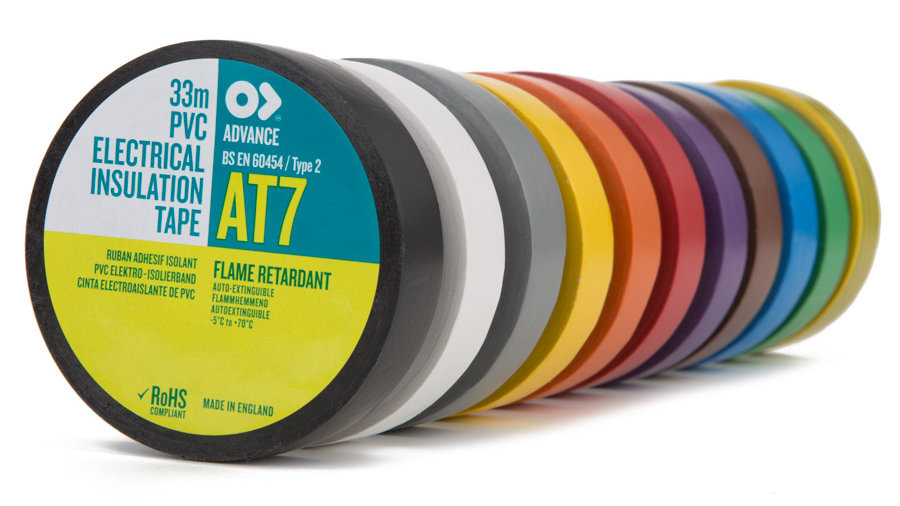 33m
PVC
ELECTRICAL
INSULATION
TAPE
ADVANCE
®
BS EN 60454 / Type 2
AT7
RUBAN ADHESIF ISOLANT
PVC ELEKTRO - ISOLIERBAND
CINTA ELECTROAISLANTE DE PVC
FLAME RETARDANT
AUTO-EXTINGUIBLE
FLAMMHEMMEND
AUTOEXTINGUIBLE
-5°C to +70°C
✓RoHS
COMPLIANT
MADE IN ENGLAND